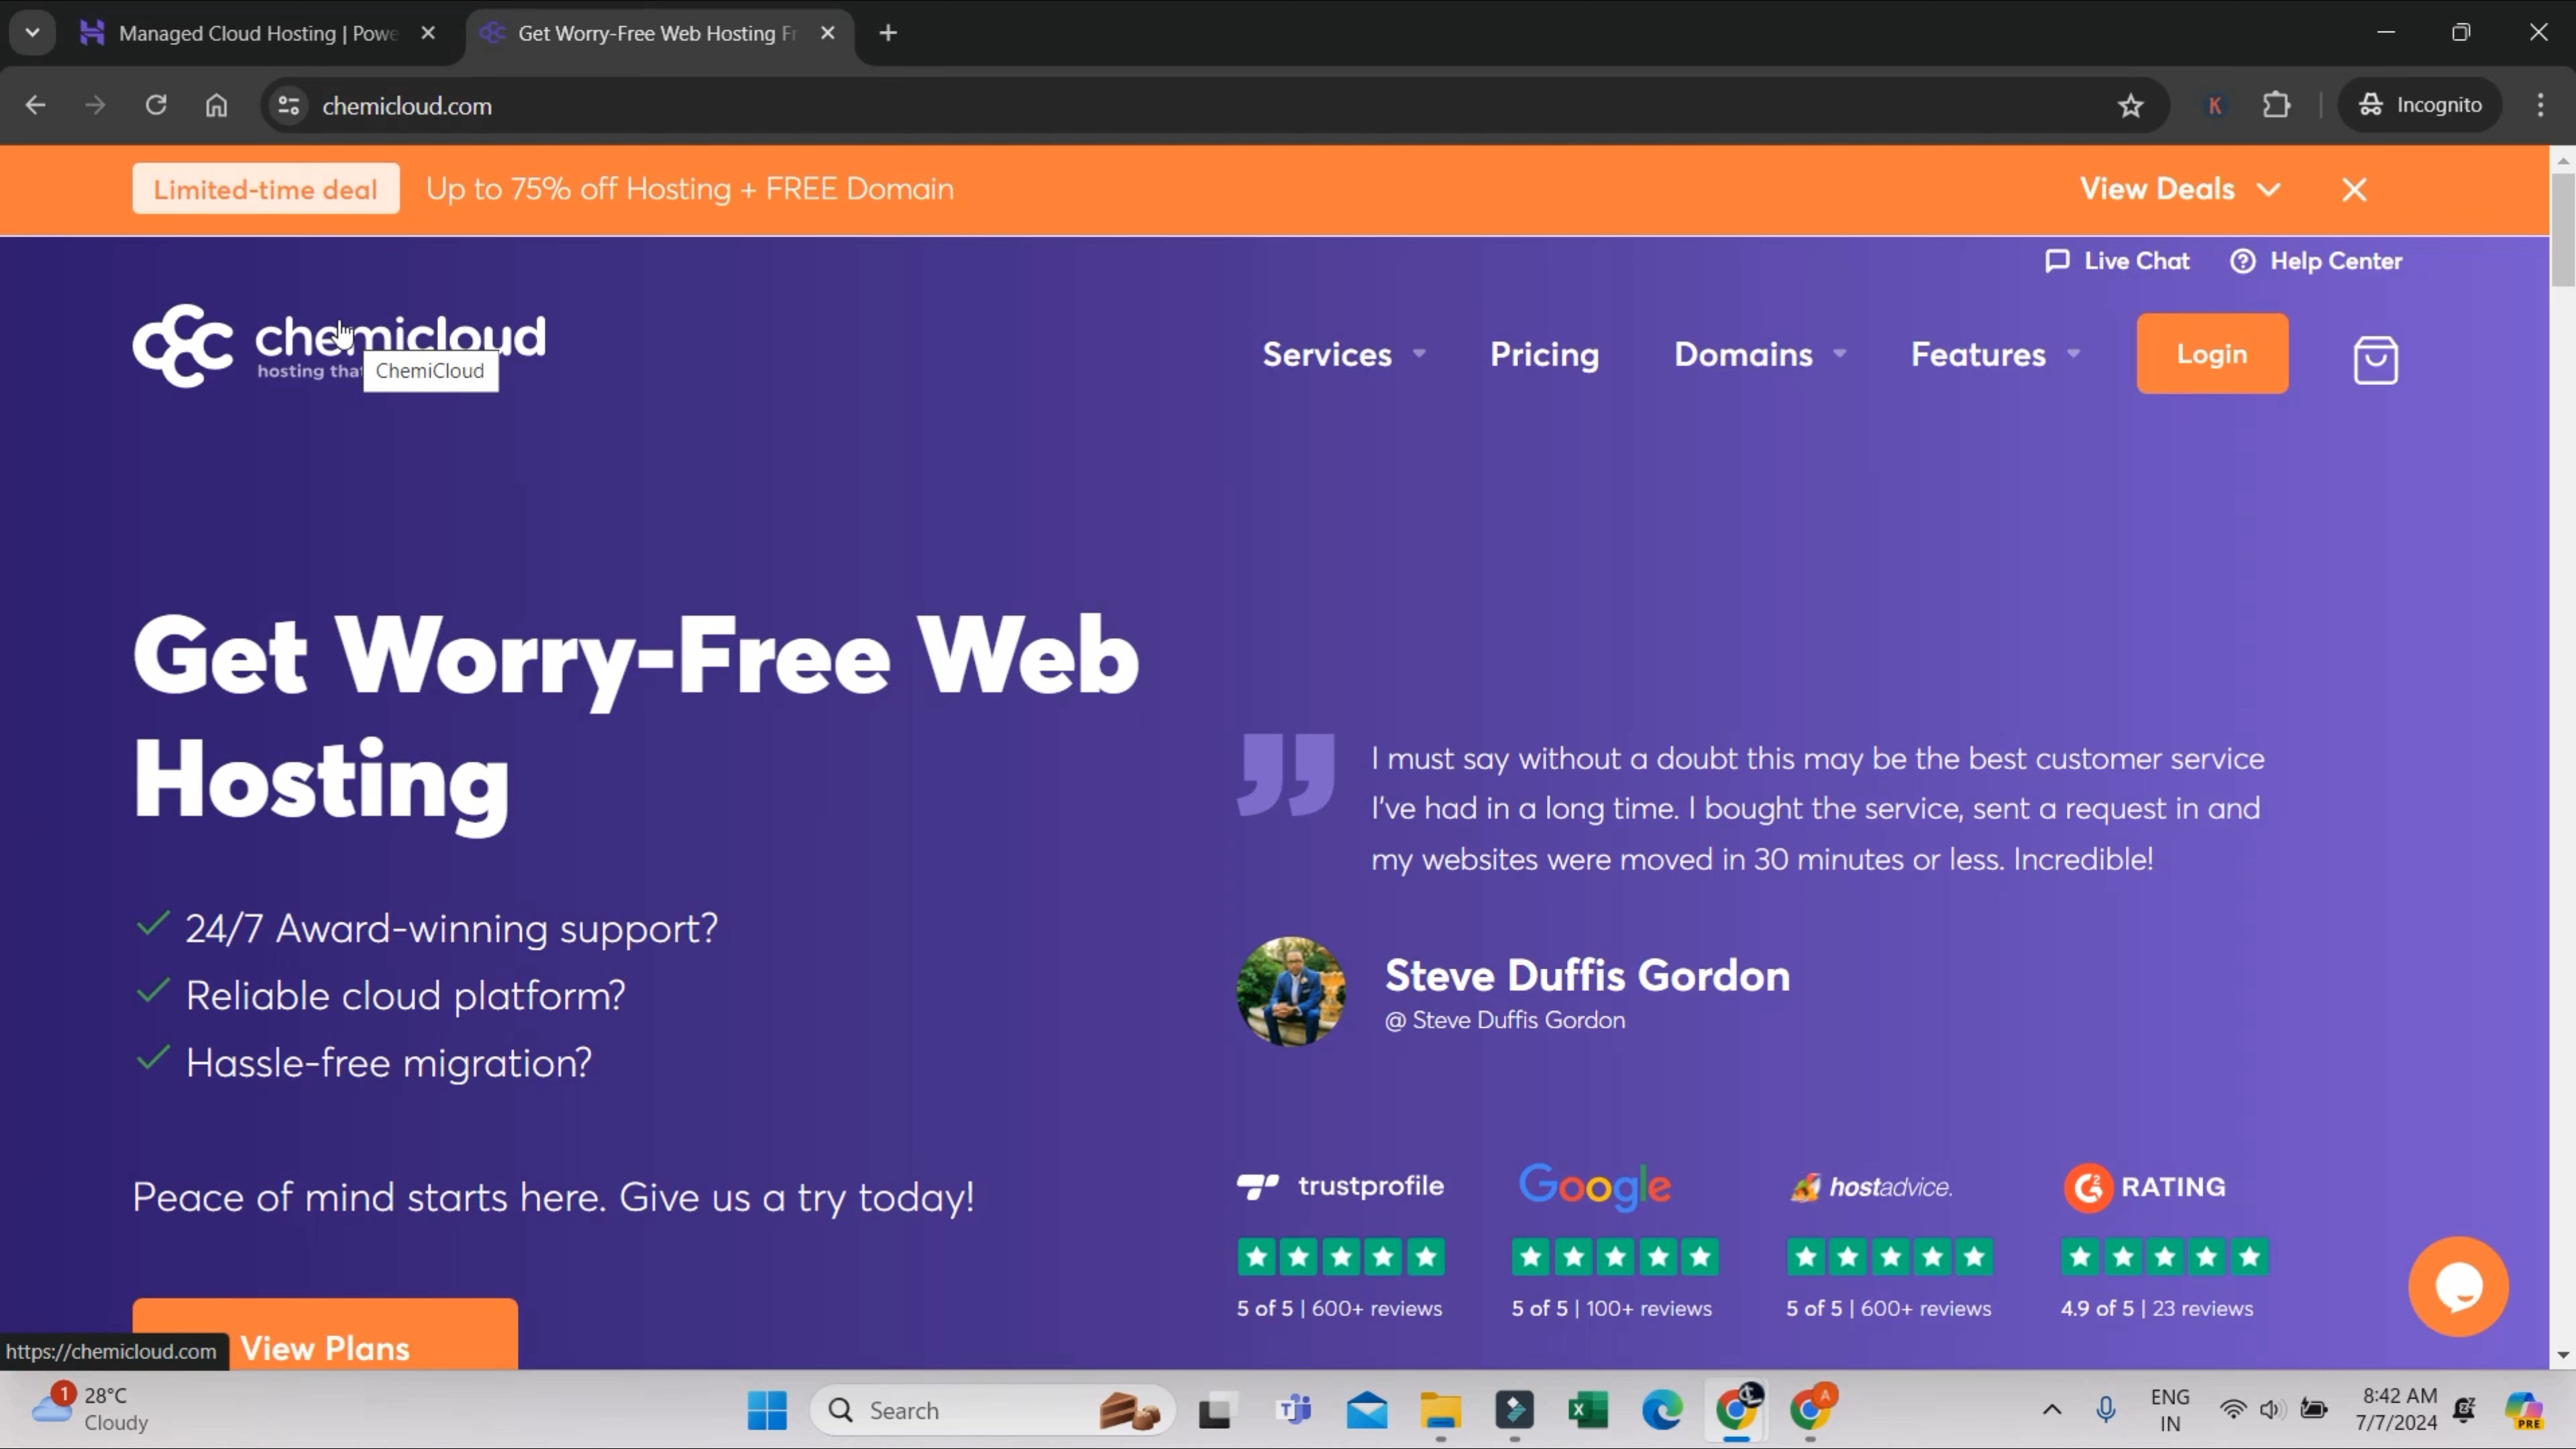 Managed Cloud Hosting | Powe
Get Worry-Free Web Hosting Fr
chemicloud.com
K
Incognito
Limited-time deal
Up to 75% off Hosting + FREE Domain
View Deals
Live Chat
Help Center
chemicloud
hosting that
ChemiCloud
Services
Pricing
Domains
Features
Login
Get Worry-Free Web
Hosting
24/7 Award-winning support?
Reliable cloud platform?
Hassle-free migration?
Peace of mind starts here. Give us a try today!
View Plans
I must say without a doubt this may be the best customer service
I've had in a long time. I bought the service, sent a request in and
my websites were moved in 30 minutes or less. Incredible!
Steve Duffis Gordon
@ Steve Duffis Gordon
trustprofile
5 of 5 | 600+ reviews
Google
5 of 5 | 100+ reviews
hostadvice.
5 of 5 | 600+ reviews
G2 RATING
4.9 of 5 | 23 reviews
https://chemicloud.com
1
28°C
Cloudy
Search
A
ENG
IN
8:42 AM
7/7/2024
PRE